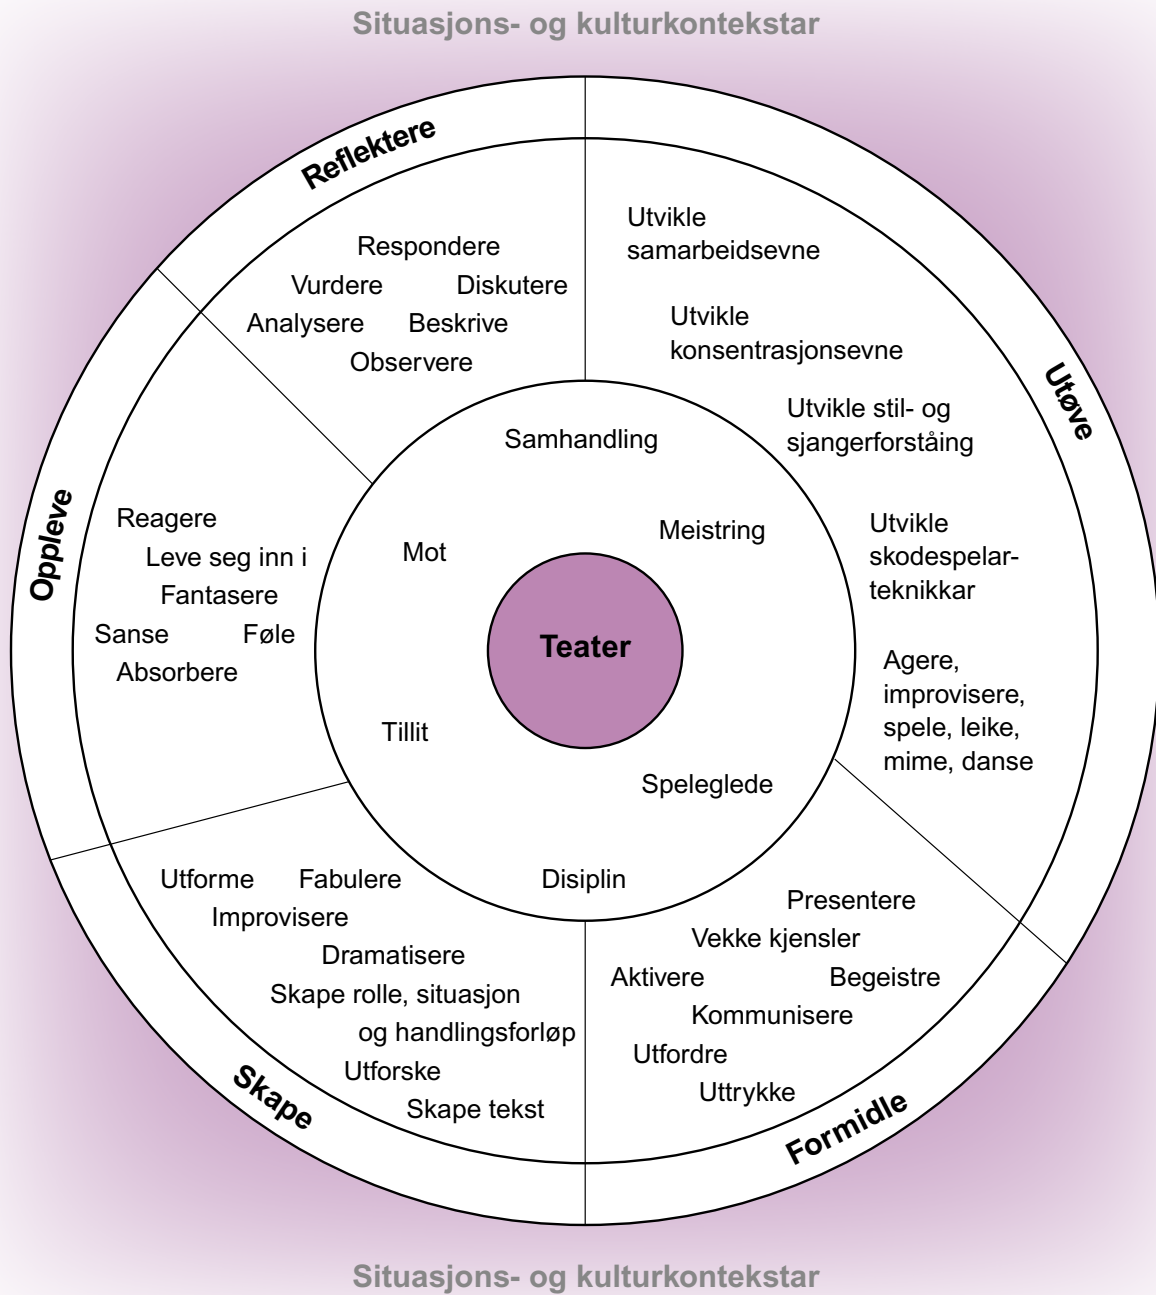 Situasjons- og kulturkontekstar
Reflektere
Respondere
Vurdere Diskutere
Analysere Beskrive
Observere
Utøve
Utvikle
samarbeidsevne
Utvikle
konsentrasjonsevne
Utvikle stil- og
sjangerforståing
Utvikle
skodespelar-
teknikkar
Agere,
improvisere,
spele, leike,
mime, danse
Oppleve
Reagere
Leve seg inn i
Fantasere
Sanse Føle
Absorbere
Samhandling
Meistring
Mot
Teater
Tillit
Speleglede
Disiplin
Skape
Utforme Fabulere
Improvisere
Dramatisere
Skape rolle, situasjon
og handlingsforløp
Utforske
Skape tekst
Formidle
Presentere
Vekke kjensler
Aktivere Begeistre
Kommunisere
Utfordre
Uttrykke
Situasjons- og kulturkontekstar